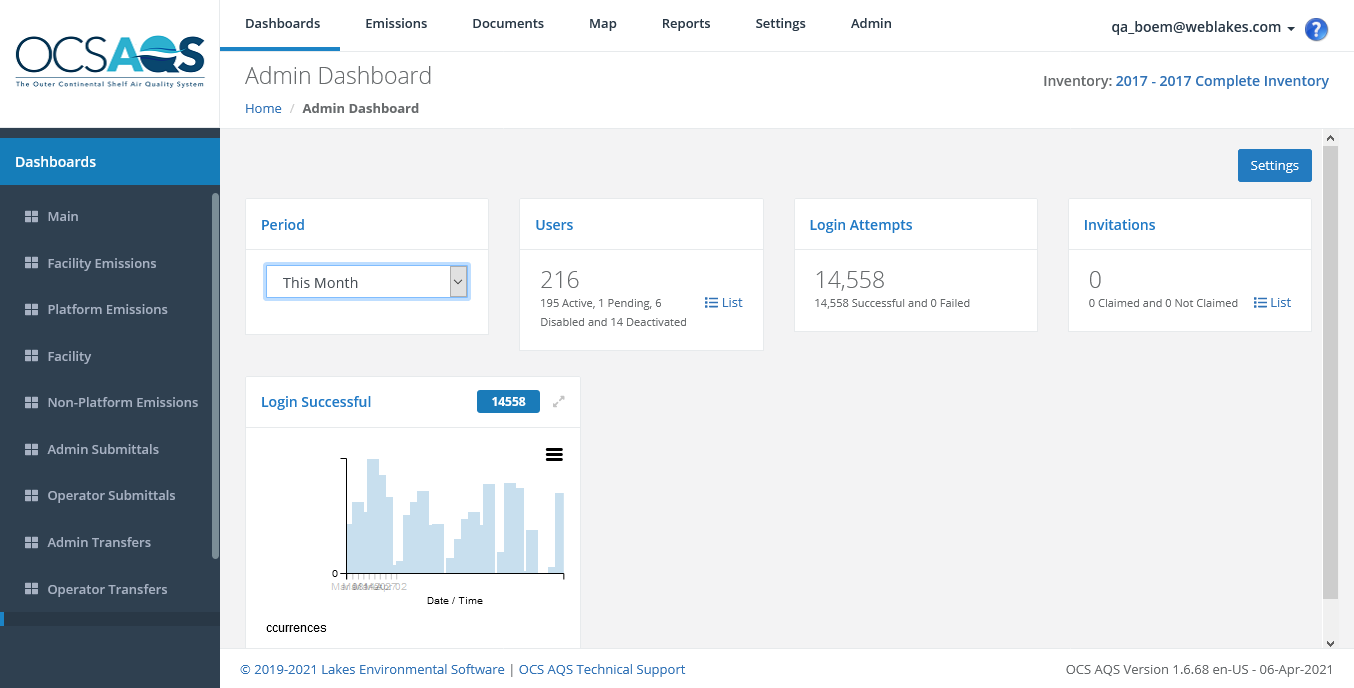 OCSAQS
The Outer Continental Shelf Air Quality System
Dashboards Emissions Documents Map Reports Settings Admin
qa_boem@weblakes.com
?
Admin Dashboard
Inventory: 2017 - 2017 Complete Inventory
Home / Admin Dashboard
Dashboards
Main
Facility Emissions
Platform Emissions
Facility
Non-Platform Emissions
Admin Submittals
Operator Submittals
Admin Transfers
Operator Transfers
Settings
Period
This Month
Users
216
195 Active, 1 Pending, 6
Disabled and 14 Deactivated
List
Login Attempts
14,558
14,558 Successful and 0 Failed
Invitations
0
0 Claimed and 0 Not Claimed
List
Login Successful
14558
0
Date / Time
ccurrences
© 2019-2021 Lakes Environmental Software | OCS AQS Technical Support
OCS AQS Version 1.6.68 en-US - 06-Apr-2021